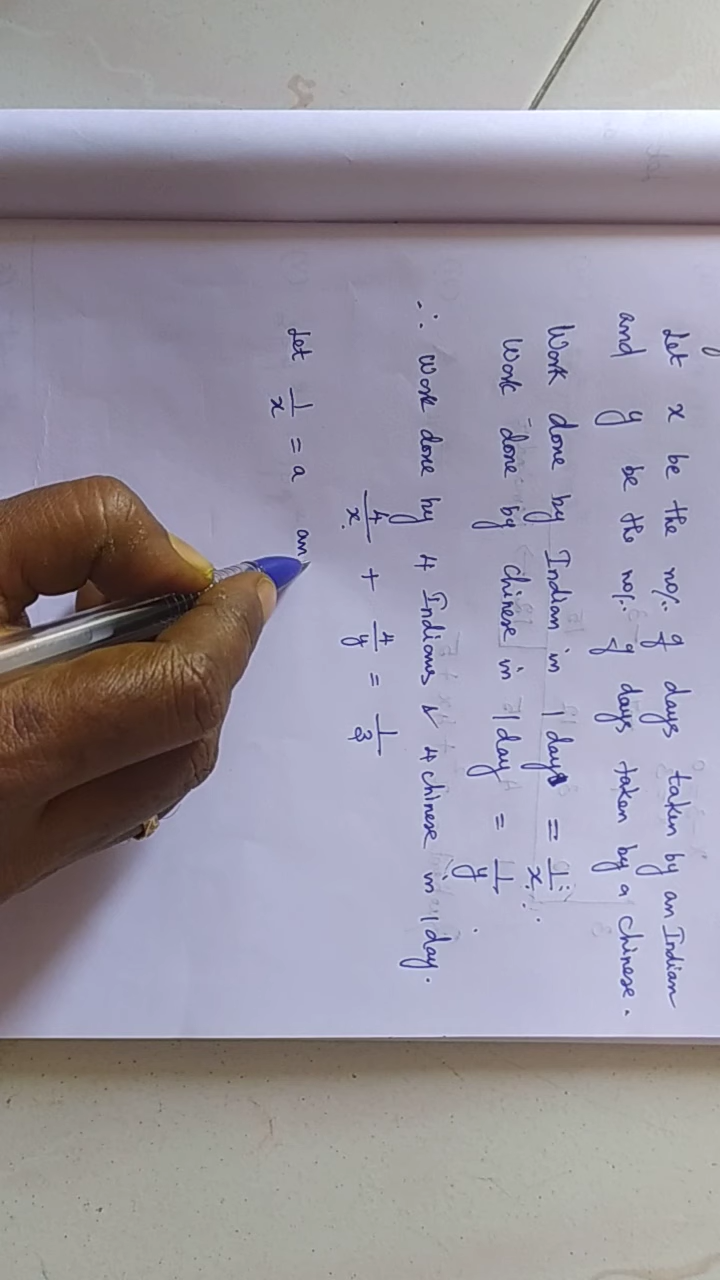 Let x be the no/. of days taken by an Indian
and y be the no/. of days taken by a chinese.
Work done by Indian in 1 day = 1/x.
Work done by chinese in 1 day = 1/y.
∴ Work done by 4 Indians & 4 chinese in 1 day.
4/x + 4/y = 1/3
Let 1/x = a an